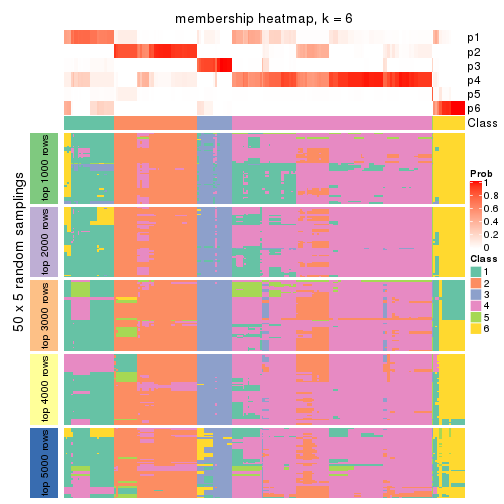 membership heatmap, k = 6
p1
p2
p3
p4
p5
p6
Class
50 x 5 random samplings
top 1000 rows
top 2000 rows
top 3000 rows
top 4000 rows
top 5000 rows
Prob
1
0.8
0.6
0.4
0.2
0
Class
1
2
3
4
5
6